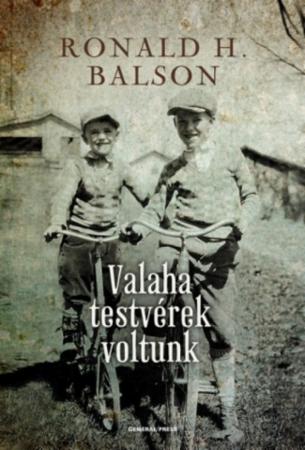 RONALD H.
BALSON
Valaha
testvérek
voltunk
GENERAL PRESS